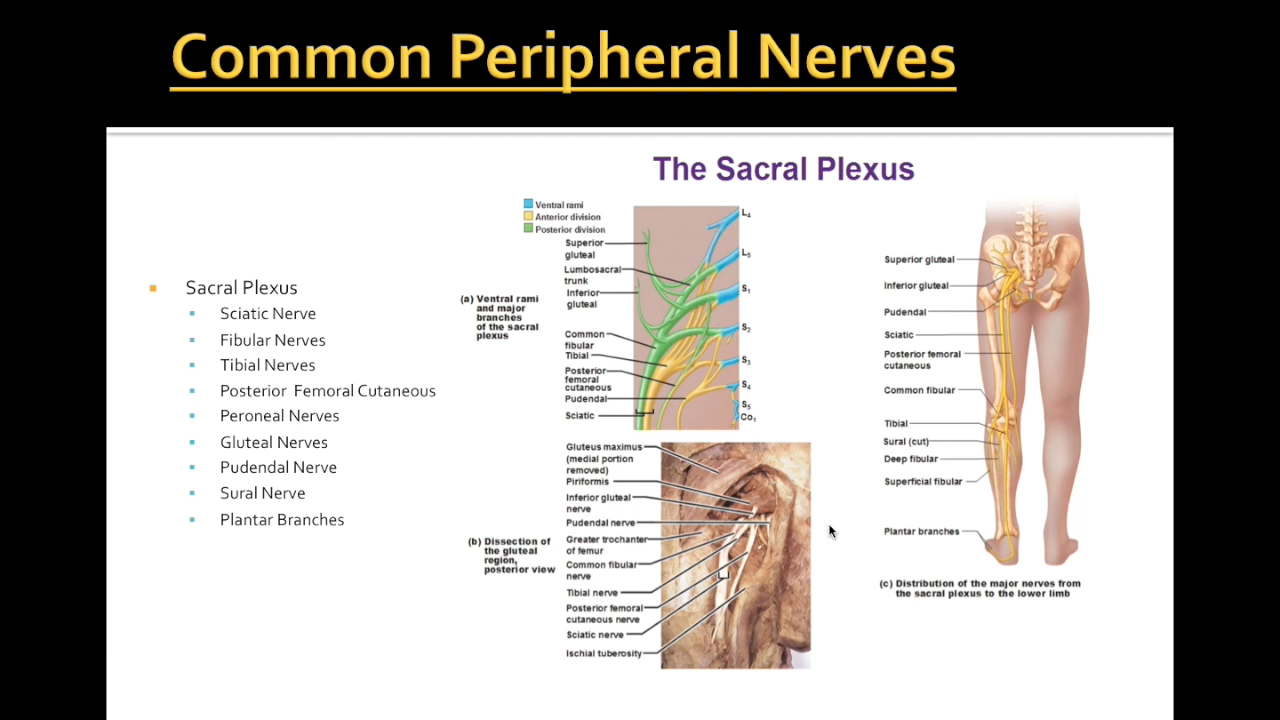 Common Peripheral Nerves
The Sacral Plexus
Sacral Plexus
Sciatic Nerve
Fibular Nerves
Tibial Nerves
Posterior Femoral Cutaneous
Peroneal Nerves
Gluteal Nerves
Pudendal Nerve
Sural Nerve
Plantar Branches
Ventral rami
Anterior division
Posterior division
Superior
gluteal
Lumbosacral
trunk
Inferior
gluteal
Common
fibular
Tibial
Posterior
femoral
cutaneous
Pudendal
Sciatic
L4
L5
S1
S2
S3
S4
S5
Co1
(a) Ventral rami
and major
branches
of the sacral
plexus
Gluteus maximus
(medial portion
removed)
Piriformis
Inferior gluteal
nerve
Pudendal nerve
Greater trochanter
of femur
Common fibular
nerve
Tibial nerve
Posterior femoral
cutaneous nerve
Sciatic nerve
Ischial tuberosity
(b) Dissection of
the gluteal
region,
posterior view
Superior gluteal
Inferior gluteal
Pudendal
Sciatic
Posterior femoral
cutaneous
Common fibular
Tibial
Sural (cut)
Deep fibular
Superficial fibular
Plantar branches
(c) Distribution of the major nerves from
the sacral plexus to the lower limb